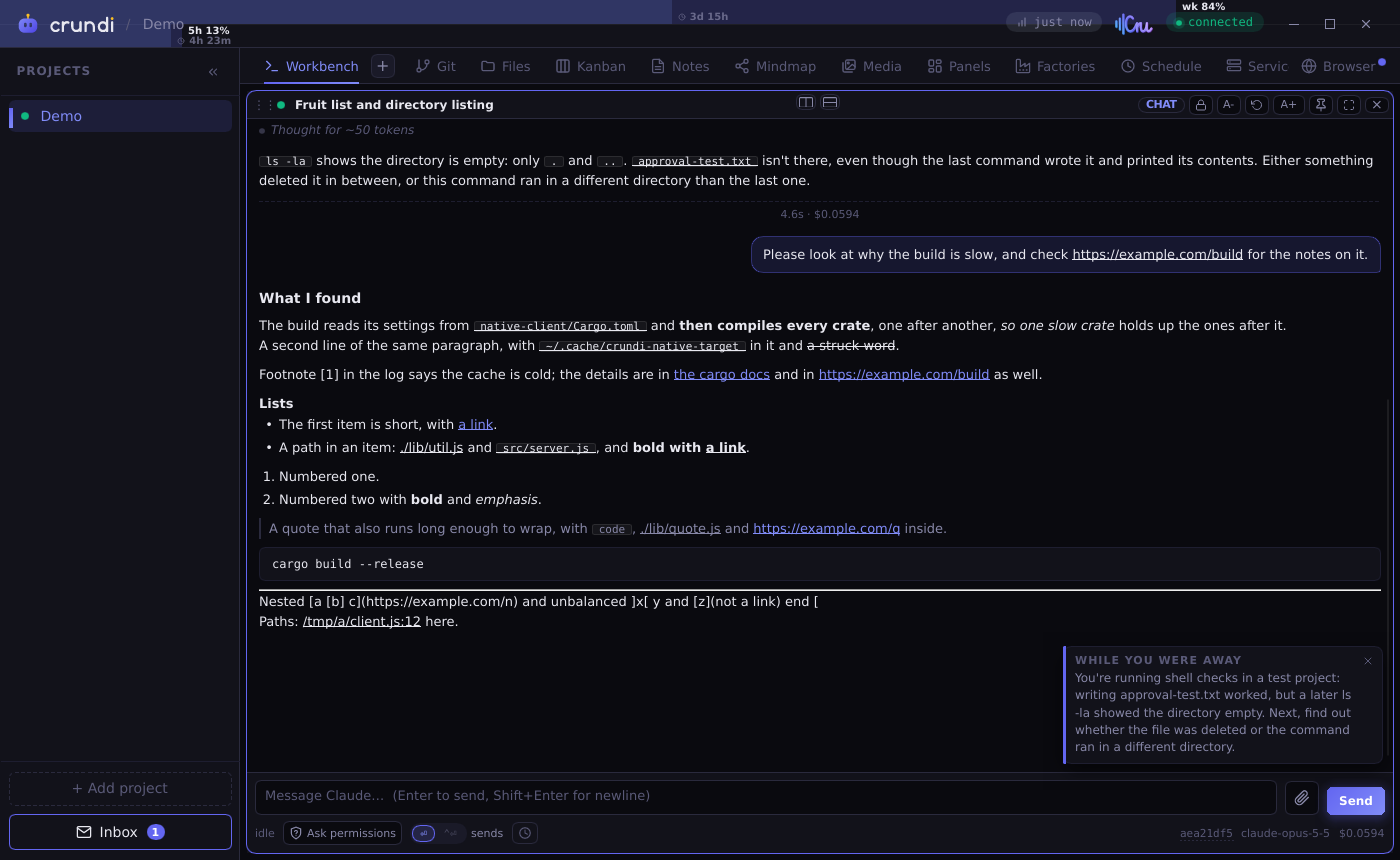 crundi / Demo
5h 13%
4h 23m
3d 15h
just now
Cru
wk 84%
connected
PROJECTS
Demo
+ Add project
Inbox 1
Workbench
Git
Files
Kanban
Notes
Mindmap
Media
Panels
Factories
Schedule
Servic
Browser
Fruit list and directory listing
CHAT
A-
A+
Thought for ~50 tokens
ls -la shows the directory is empty: only . and .. . approval-test.txt isn't there, even though the last command wrote it and printed its contents. Either something
deleted it in between, or this command ran in a different directory than the last one.
4.6s · $0.0594
Please look at why the build is slow, and check https://example.com/build for the notes on it.
What I found
The build reads its settings from native-client/Cargo.toml and then compiles every crate, one after another, so one slow crate holds up the ones after it.
A second line of the same paragraph, with ~/.cache/crundi-native-target in it and a struck word.
Footnote [1] in the log says the cache is cold; the details are in the cargo docs and in https://example.com/build as well.
Lists
• The first item is short, with a link.
• A path in an item: ./lib/util.js and src/server.js, and bold with a link.
1. Numbered one.
2. Numbered two with bold and emphasis.
A quote that also runs long enough to wrap, with code, ./lib/quote.js and https://example.com/q inside.
cargo build --release
Nested [a [b] c](https://example.com/n) and unbalanced ]x[ y and [z](not a link) end [
Paths: /tmp/a/client.js:12 here.
WHILE YOU WERE AWAY
You're running shell checks in a test project:
writing approval-test.txt worked, but a later ls
-la showed the directory empty. Next, find out
whether the file was deleted or the command
ran in a different directory.
Message Claude… (Enter to send, Shift+Enter for newline)
Send
idle
Ask permissions
sends
aea21df5 claude-opus-5-5 $0.0594